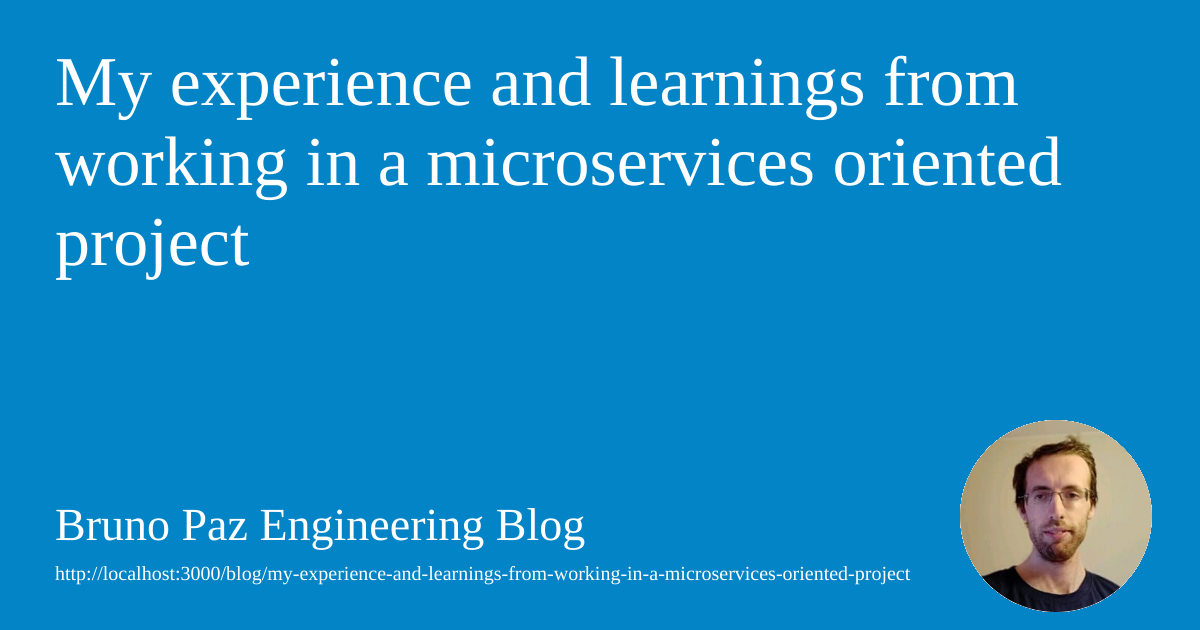 My experience and learnings from
working in a microservices oriented
project
Bruno Paz Engineering Blog
http://localhost:3000/blog/my-experience-and-learnings-from-working-in-a-microservices-oriented-project